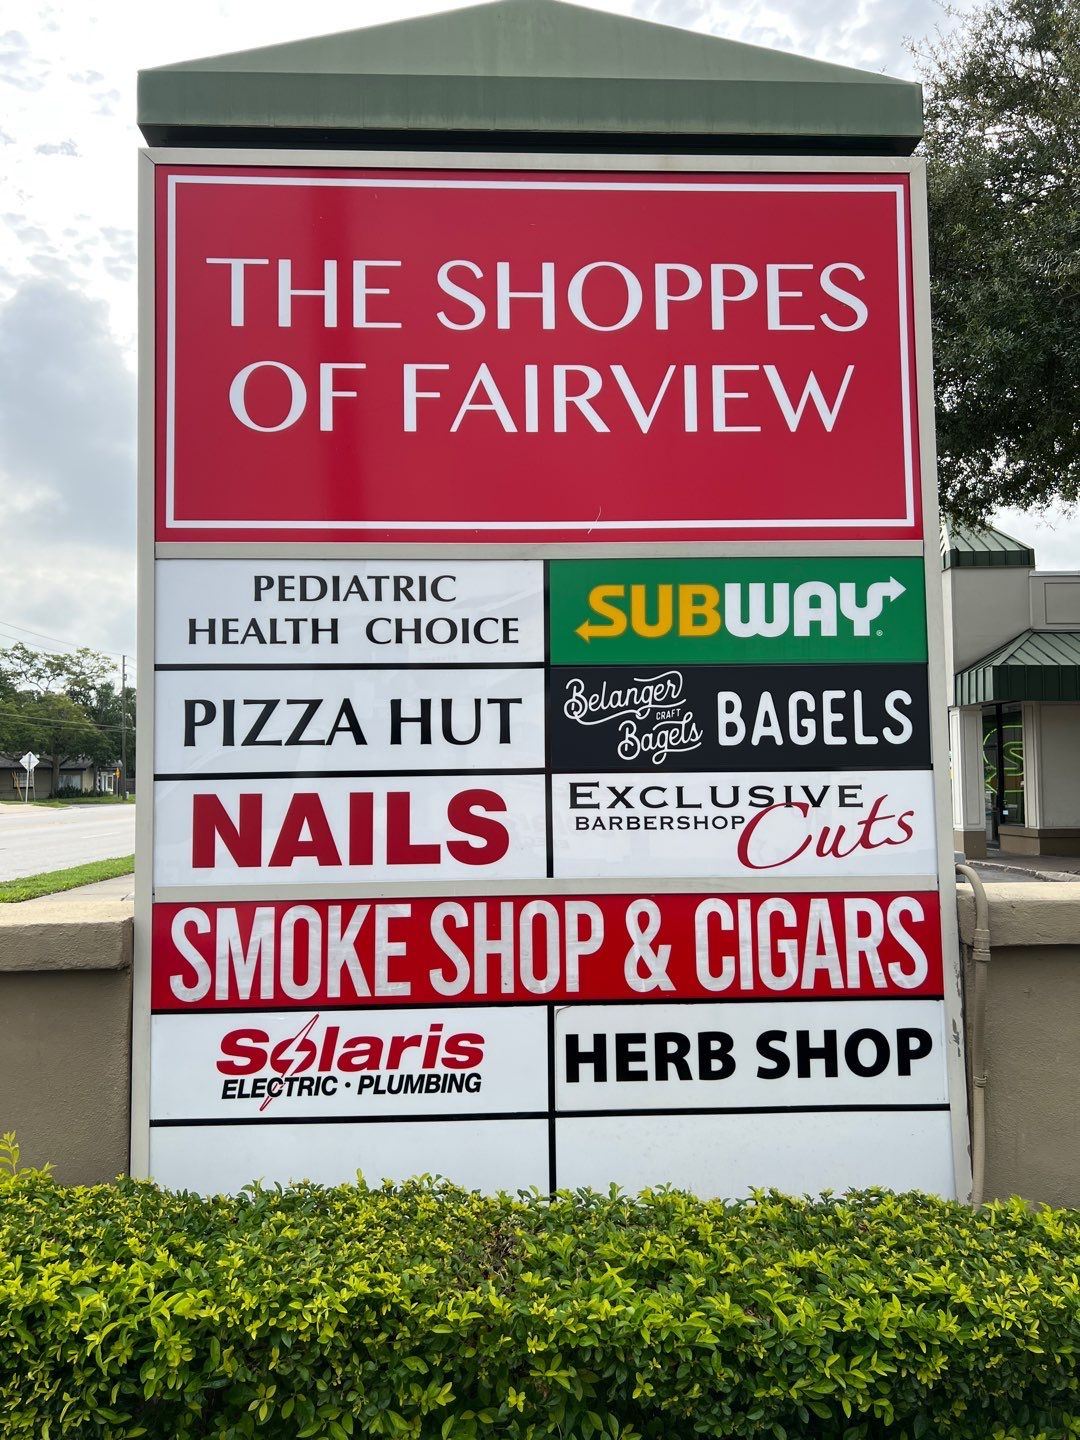 THE SHOPPES
OF FAIRVIEW
PEDIATRIC
HEALTH CHOICE
SUBWAY
PIZZA HUT
Belanger
CRAFT
Bagels
BAGELS
NAILS
EXCLUSIVE
BARBERSHOP
Cuts
SMOKE SHOP & CIGARS
Solaris
ELECTRIC · PLUMBING
HERB SHOP